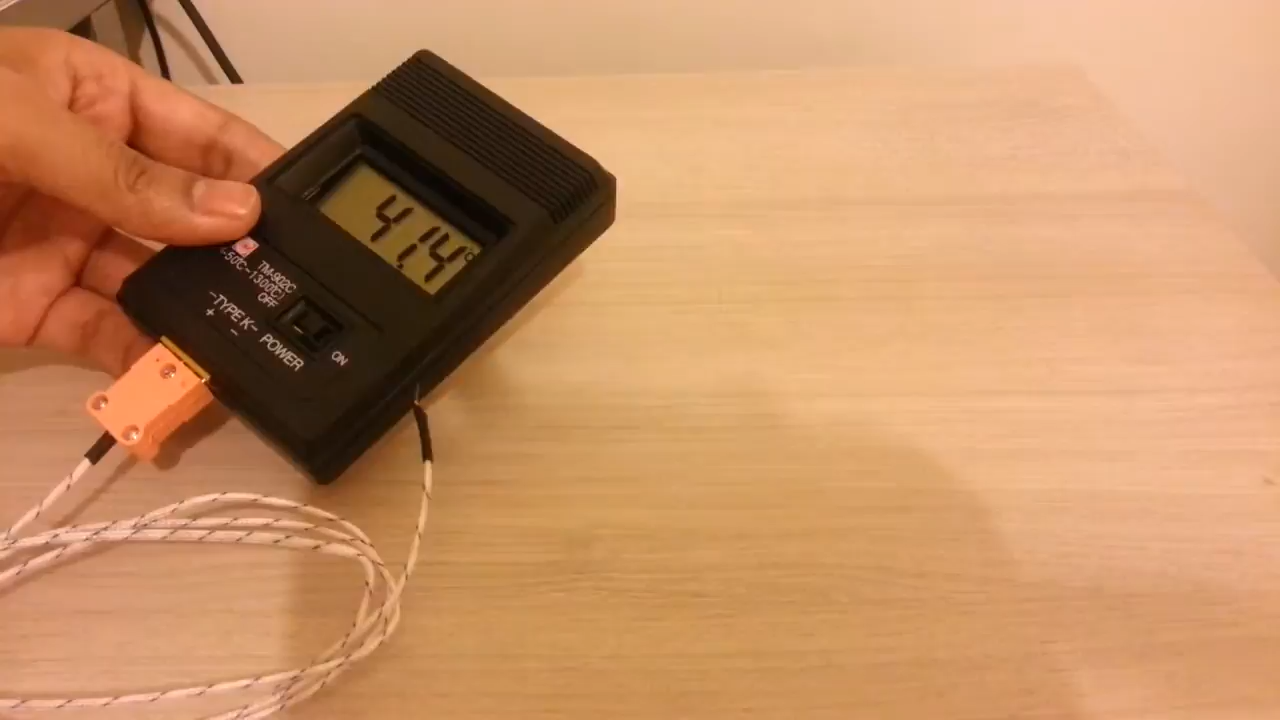 41.4°C
TM-902C
(-50℃~1300℃)
OFF
ON
-TYPE K-
+ -
POWER